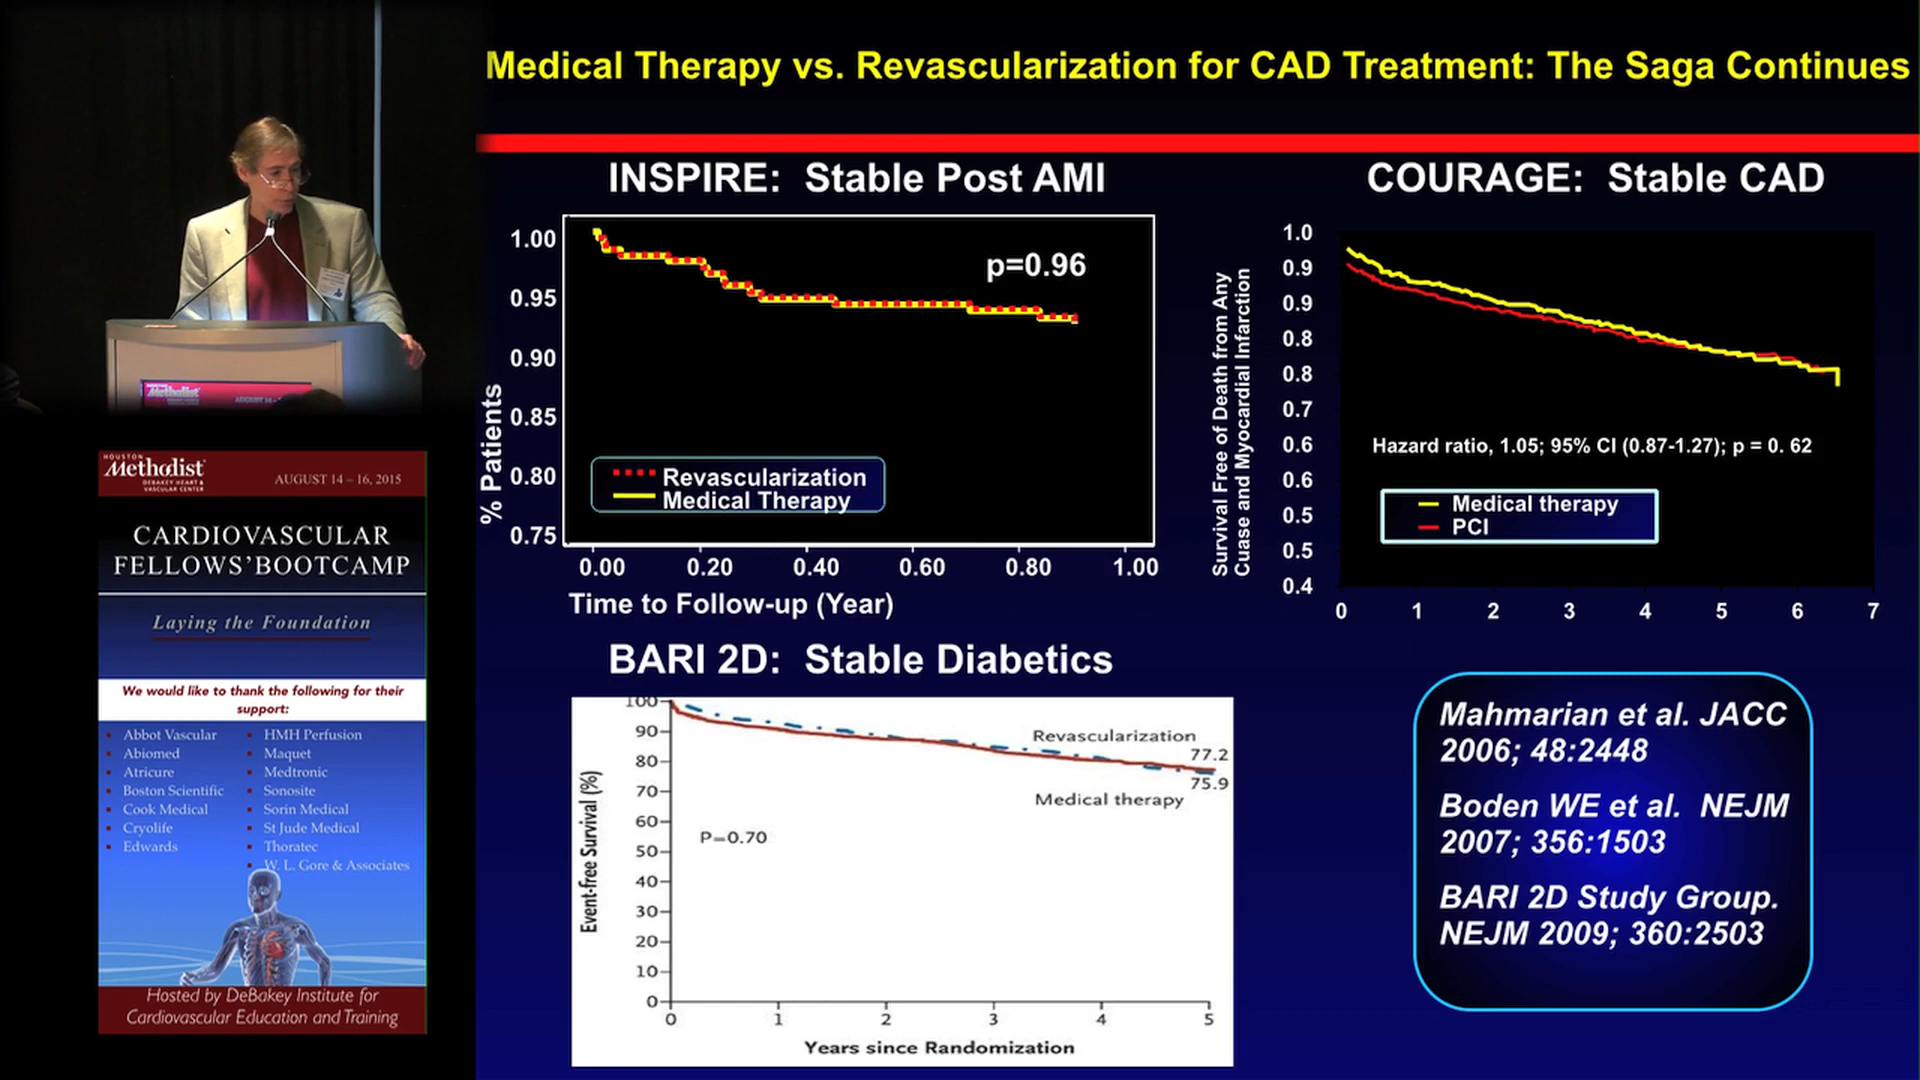 Medical Therapy vs. Revascularization for CAD Treatment: The Saga Continues
INSPIRE: Stable Post AMI
% Patients
1.00
0.95
0.90
0.85
0.80
0.75
p=0.96
Revascularization
Medical Therapy
0.00 0.20 0.40 0.60 0.80 1.00
Time to Follow-up (Year)
COURAGE: Stable CAD
Survival Free of Death from Any
Cuase and Myocardial Infarction
1.0
0.9
0.9
0.8
0.8
0.7
0.6
0.6
0.5
0.5
0.4
Hazard ratio, 1.05; 95% CI (0.87-1.27); p = 0. 62
Medical therapy
PCI
0 1 2 3 4 5 6 7
BARI 2D: Stable Diabetics
Event-free Survival (%)
100
90
80
70
60
50
40
30
20
10
0
Revascularization
77.2
75.9
Medical therapy
P=0.70
0 1 2 3 4 5
Years since Randomization
Mahmarian et al. JACC
2006; 48:2448
Boden WE et al. NEJM
2007; 356:1503
BARI 2D Study Group.
NEJM 2009; 360:2503
Methodist
AUGUST 14
HOUSTON
Methodist
DEBAKEY HEART &
VASCULAR CENTER
AUGUST 14 – 16, 2015
CARDIOVASCULAR
FELLOWS'BOOTCAMP
Laying the Foundation
We would like to thank the following for their
support:
Abbot Vascular
Abiomed
Atricure
Boston Scientific
Cook Medical
Cryolife
Edwards
HMH Perfusion
Maquet
Medtronic
Sonosite
Sorin Medical
St Jude Medical
Thoratec
W. L. Gore & Associates
Hosted by DeBakey Institute for
Cardiovascular Education and Training